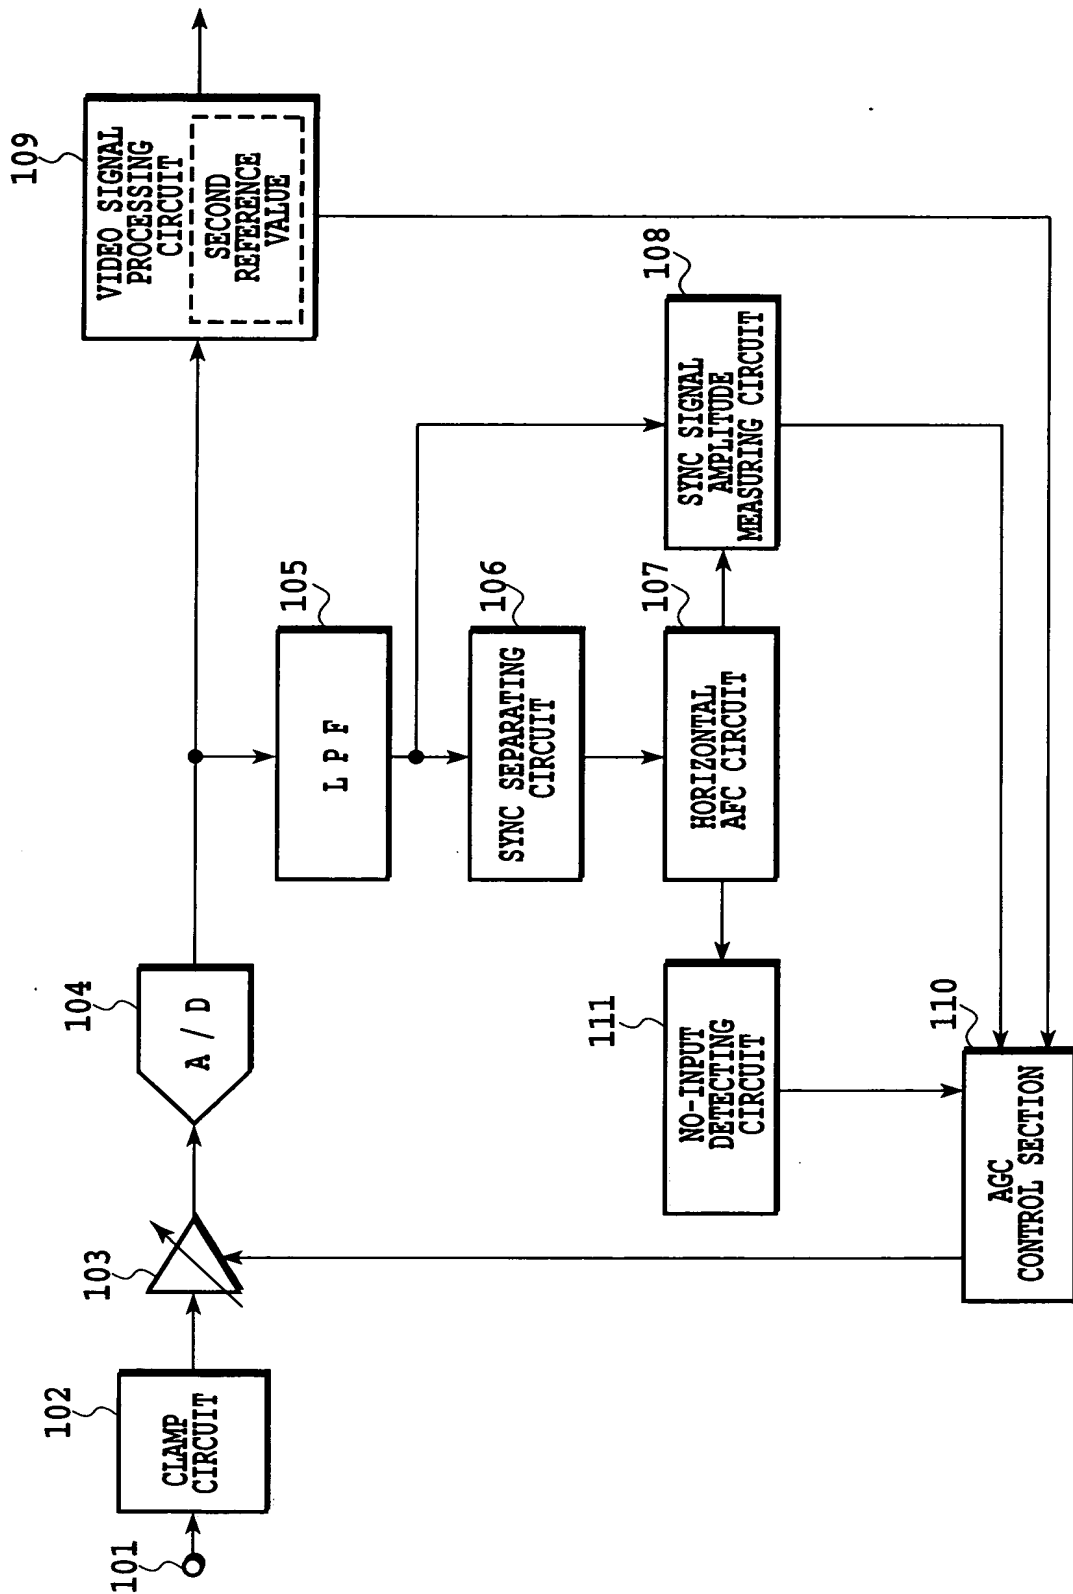 101
102
CLAMP
CIRCUIT
103
104
A / D
105
L P F
106
SYNC SEPARATING
CIRCUIT
107
HORIZONTAL
AFC CIRCUIT
108
SYNC SIGNAL
AMPLITUDE
MEASURING CIRCUIT
109
VIDEO SIGNAL
PROCESSING
CIRCUIT
SECOND
REFERENCE
VALUE
111
NO-INPUT
DETECTING
CIRCUIT
110
AGC
CONTROL SECTION